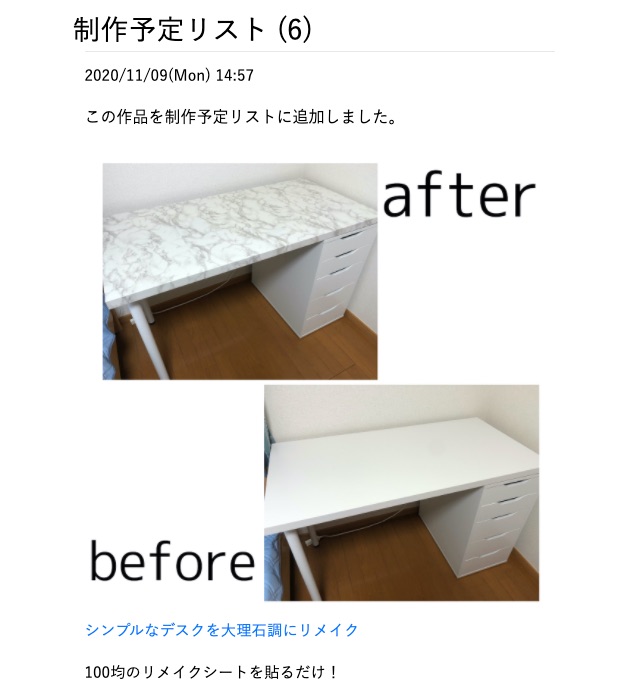 制作予定リスト (6)
2020/11/09(Mon) 14:57
この作品を制作予定リストに追加しました。
after
before
シンプルなデスクを大理石調にリメイク
100均のリメイクシートを貼るだけ！